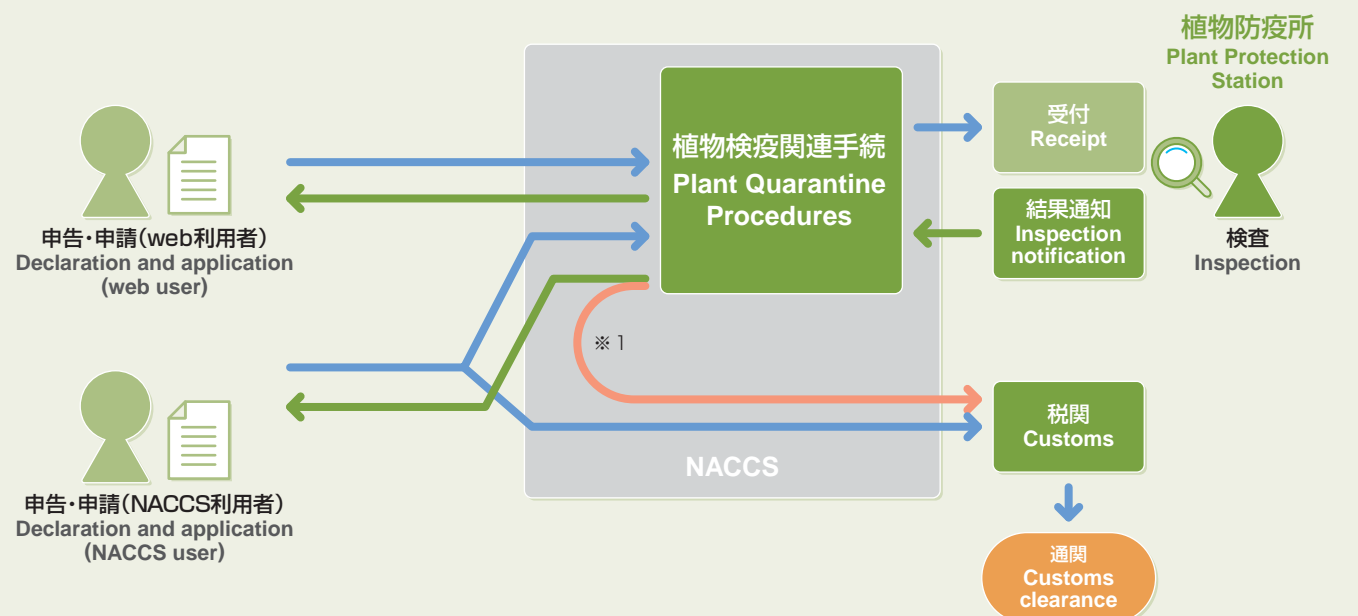 植物防疫所
Plant Protection
Station
受付
Receipt
植物検疫関連手続
Plant Quarantine
Procedures
結果通知
Inspection
notification
検査
Inspection
申告・申請(web利用者)
Declaration and application
(web user)
※1
税関
Customs
NACCS
申告・申請(NACCS利用者)
Declaration and application
(NACCS user)
通関
Customs
clearance